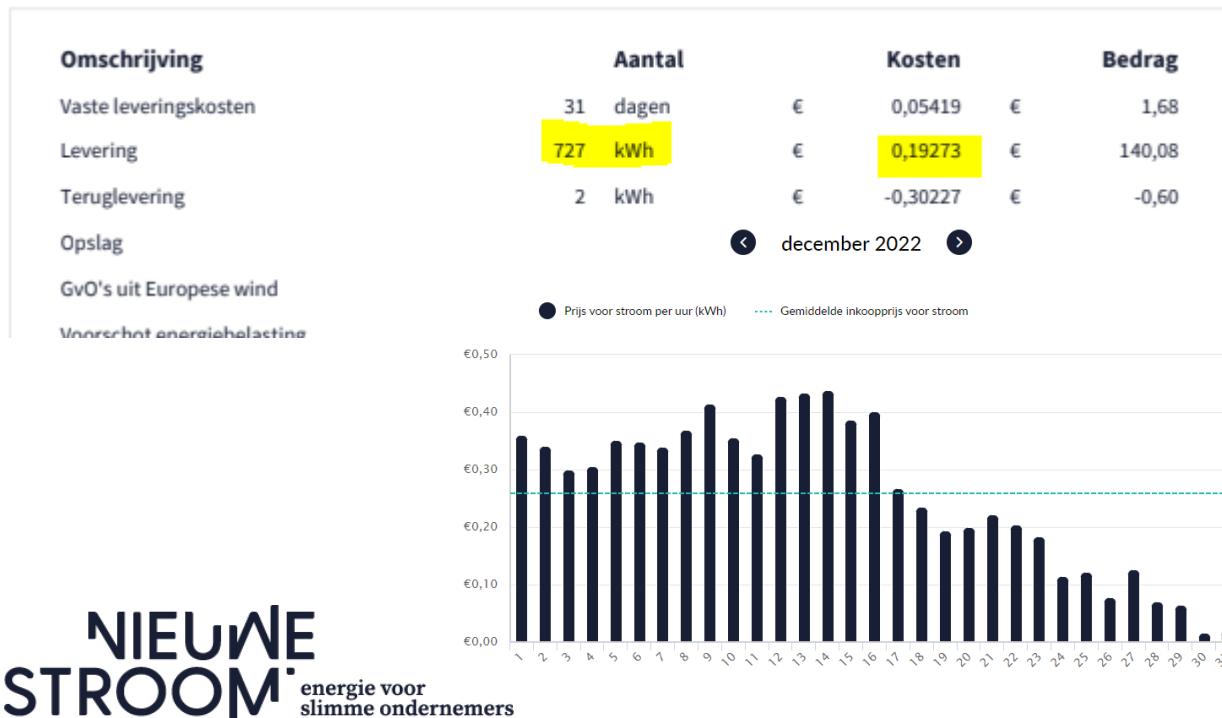 Omschrijving Aantal Kosten Bedrag
Vaste leveringskosten 31 dagen € 0,05419 € 1,68
Levering 727 kWh € 0,19273 € 140,08
Teruglevering 2 kWh € -0,30227 € -0,60
Opslag
december 2022
GvO's uit Europese wind
Voorschot energiebelasting
Prijs voor stroom per uur (kWh) Gemiddelde inkoopprijs voor stroom
€0,50
€0,40
€0,30
€0,20
€0,10
€0,00
1 2 3 4 5 6 7 8 9 10 11 12 13 14 15 16 17 18 19 20 21 22 23 24 25 26 27 28 29 30
NIEUWE
STROOM
energie voor
slimme ondernemers